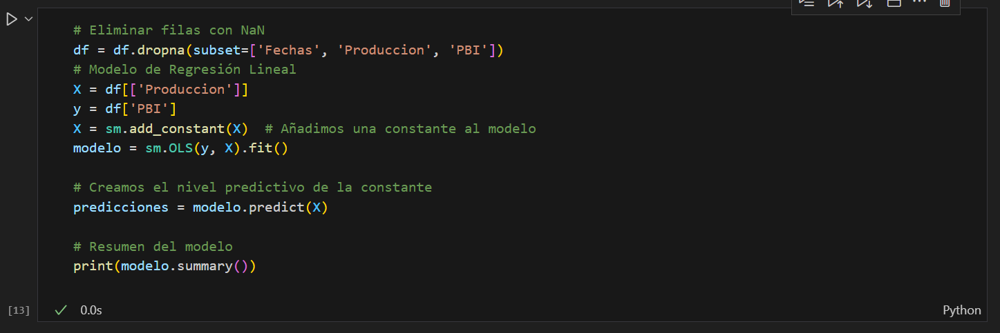 # Eliminar filas con NaN
df = df.dropna(subset=['Fechas', 'Produccion', 'PBI'])
# Modelo de Regresión Lineal
X = df[['Produccion']]
y = df['PBI']
X = sm.add_constant(X)  # Añadimos una constante al modelo
modelo = sm.OLS(y, X).fit()
# Creamos el nivel predictivo de la constante
predicciones = modelo.predict(X)
# Resumen del modelo
print(modelo.summary())
[13] 0.0s Python